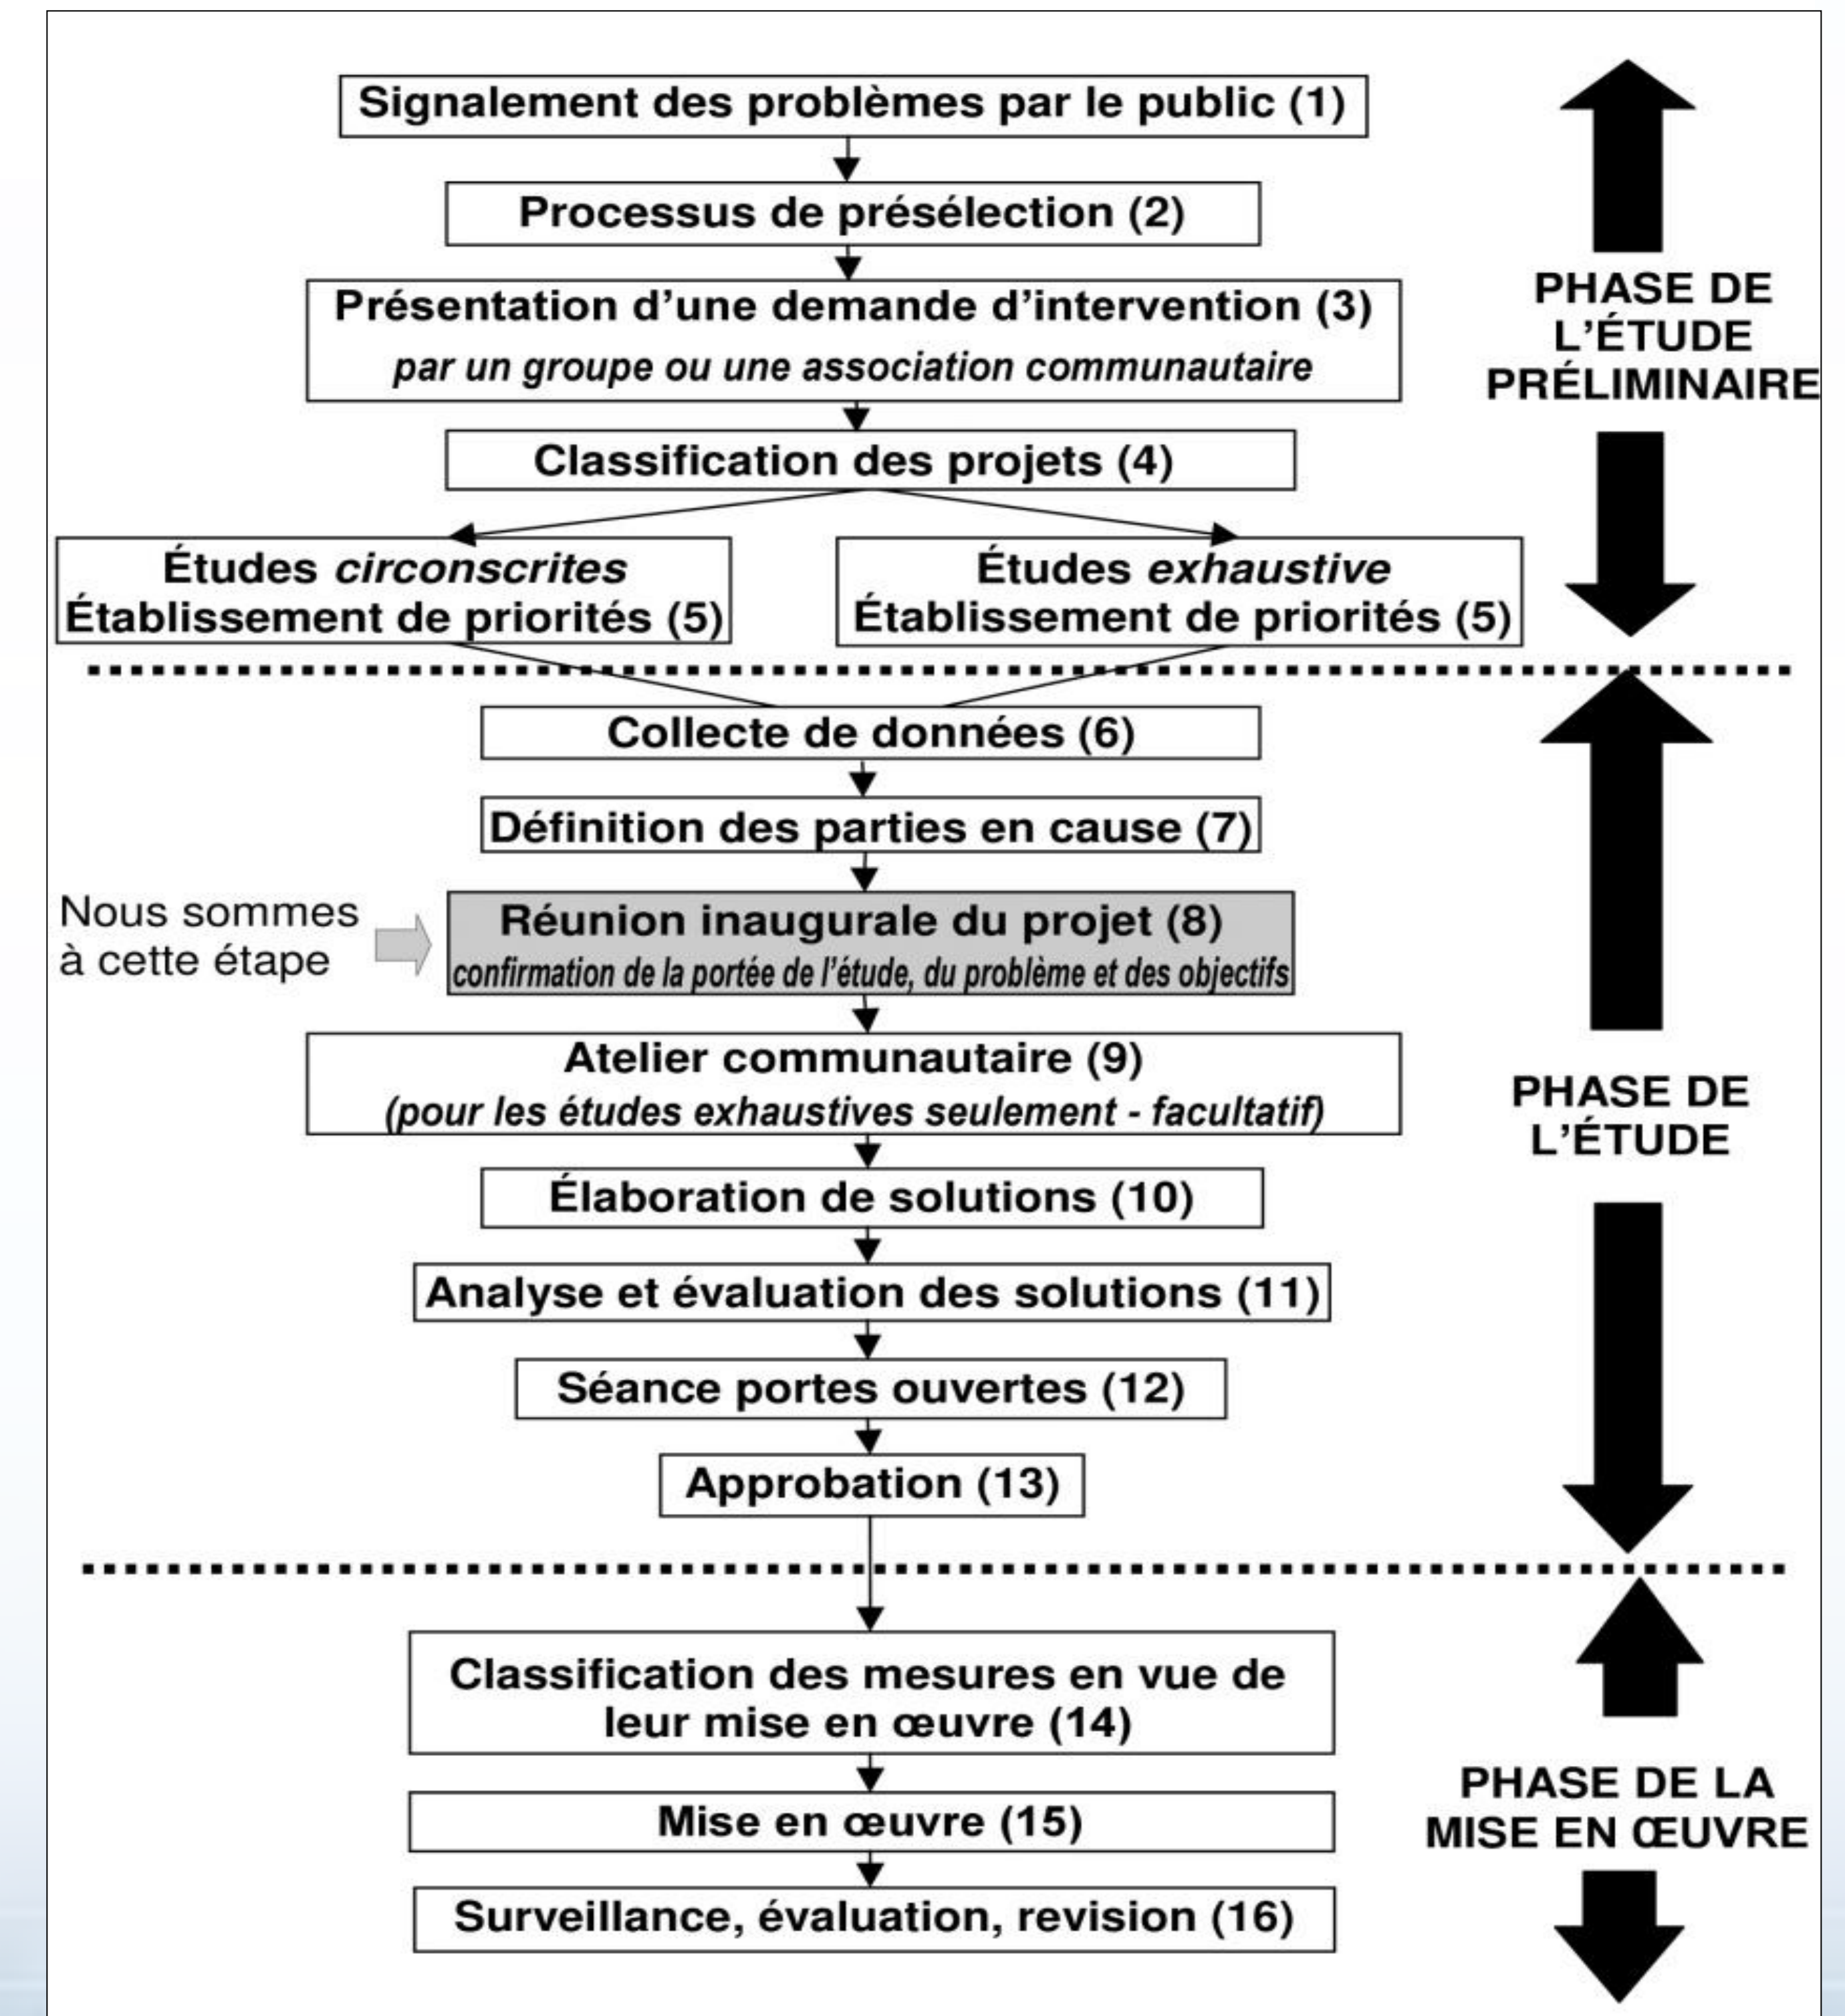 Signalement des problèmes par le public (1)
Processus de présélection (2)
Présentation d’une demande d’intervention (3)
par un groupe ou une association communautaire
PHASE DE
L’ÉTUDE
PRÉLIMINAIRE
Classification des projets (4)
Études circonscrites
Établissement de priorités (5)
Études exhaustive
Établissement de priorités (5)
Collecte de données (6)
Définition des parties en cause (7)
Nous sommes
à cette étape
Réunion inaugurale du projet (8)
confirmation de la portée de l’étude, du problème et des objectifs
Atelier communautaire (9)
(pour les études exhaustives seulement - facultatif)
PHASE DE
L’ÉTUDE
Élaboration de solutions (10)
Analyse et évaluation des solutions (11)
Séance portes ouvertes (12)
Approbation (13)
Classification des mesures en vue de
leur mise en œuvre (14)
Mise en œuvre (15)
PHASE DE LA
MISE EN ŒUVRE
Surveillance, évaluation, revision (16)